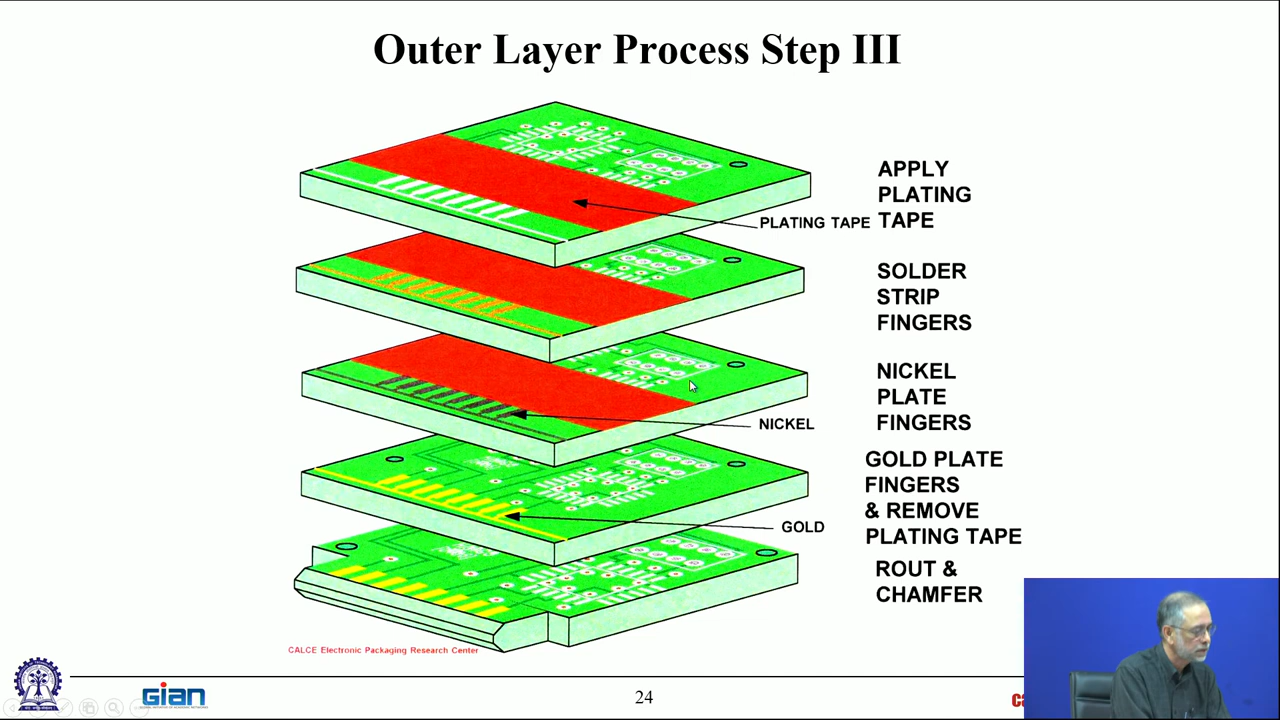 Outer Layer Process Step III
APPLY
PLATING
TAPE
PLATING TAPE
SOLDER
STRIP
FINGERS
NICKEL
PLATE
FINGERS
NICKEL
GOLD PLATE
FINGERS
& REMOVE
PLATING TAPE
GOLD
ROUT &
CHAMFER
CALCE Electronic Packaging Research Center
GIAN
24